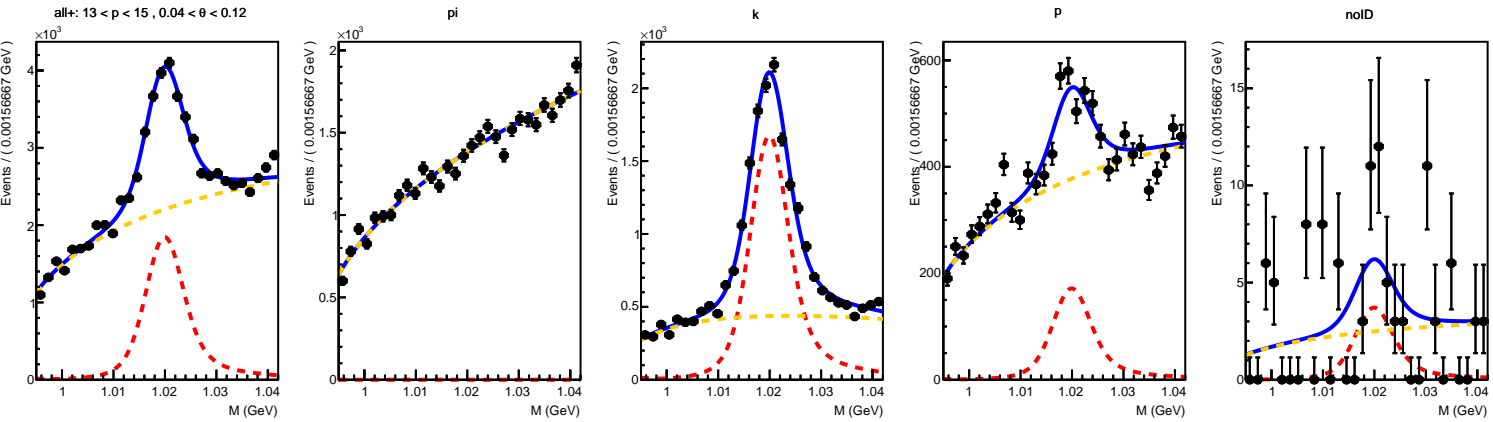 all+: 13 < p < 15 , 0.04 < θ < 0.12
×10³
Events / ( 0.00156667 GeV )
4
3
2
1
0
1 1.01 1.02 1.03 1.04
M (GeV)
pi
×10³
Events / ( 0.00156667 GeV )
2
1.5
1
0.5
0
1 1.01 1.02 1.03 1.04
M (GeV)
k
×10³
Events / ( 0.00156667 GeV )
2
1.5
1
0.5
0
1 1.01 1.02 1.03 1.04
M (GeV)
p
Events / ( 0.00156667 GeV )
600
400
200
0
1 1.01 1.02 1.03 1.04
M (GeV)
noID
Events / ( 0.00156667 GeV )
15
10
5
0
1 1.01 1.02 1.03 1.04
M (GeV)